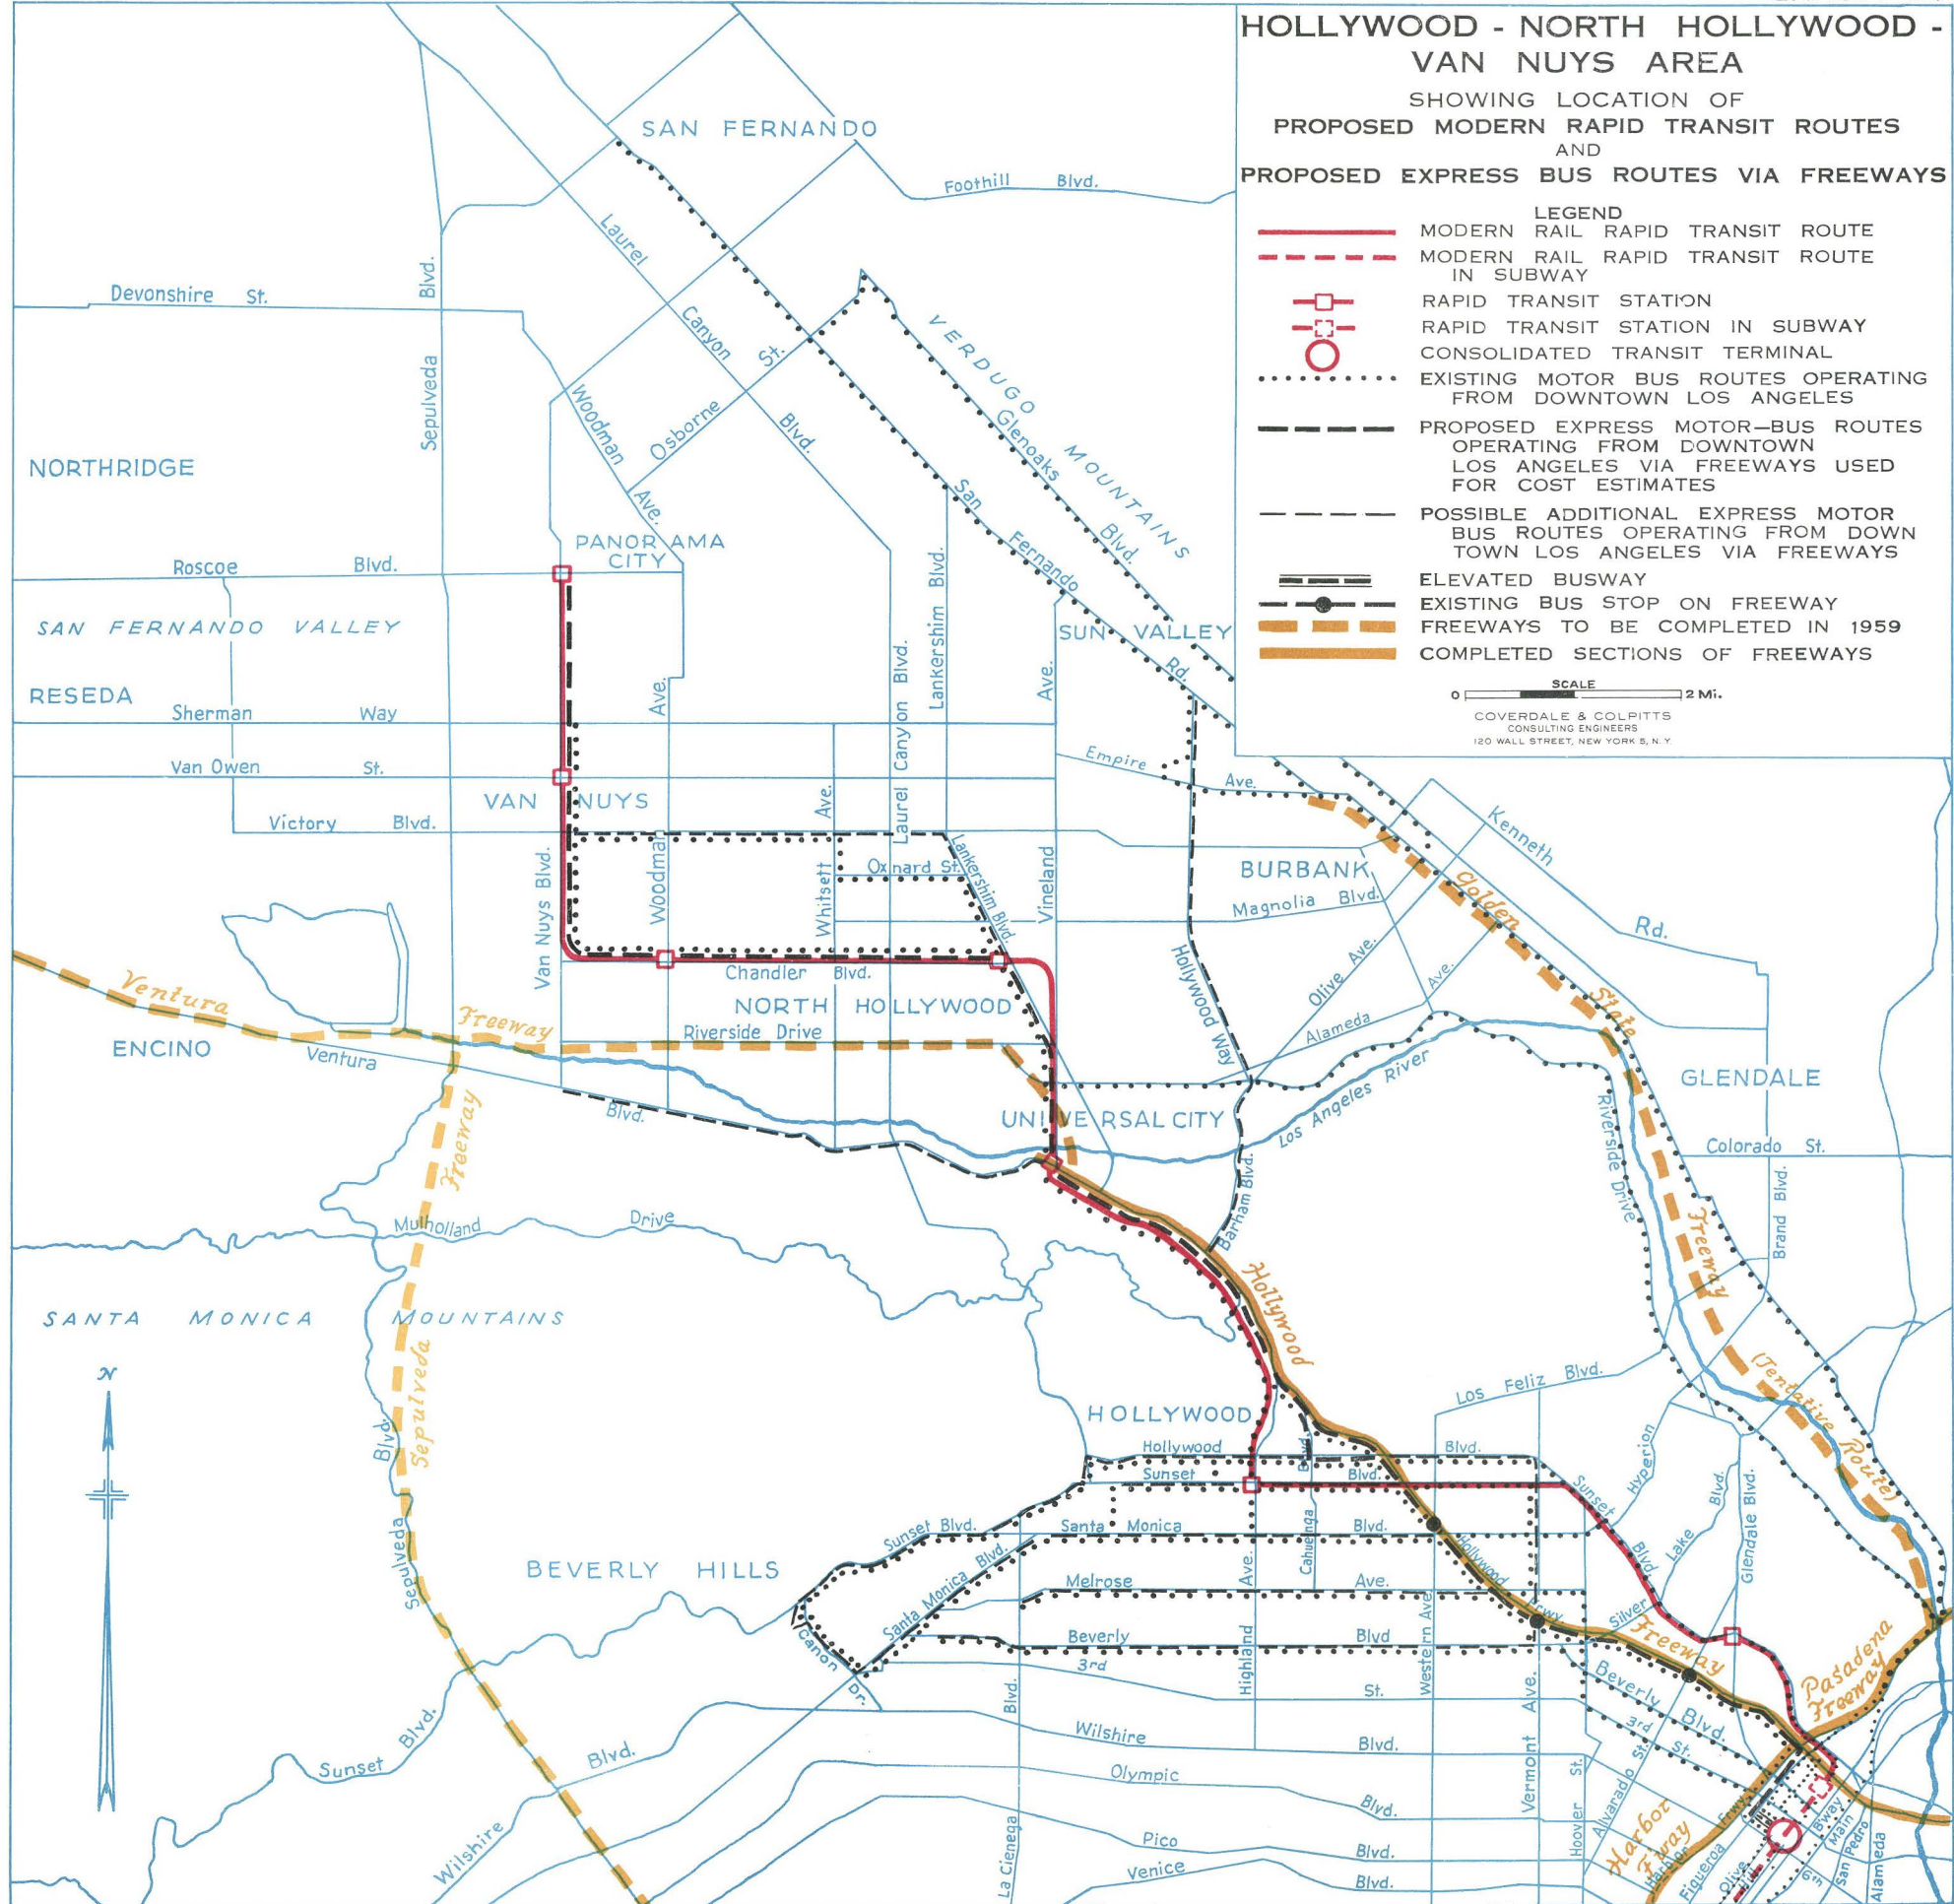 HOLLYWOOD - NORTH HOLLYWOOD -
VAN NUYS AREA
SHOWING LOCATION OF
PROPOSED MODERN RAPID TRANSIT ROUTES
AND
PROPOSED EXPRESS BUS ROUTES VIA FREEWAYS
LEGEND
MODERN RAIL RAPID TRANSIT ROUTE
MODERN RAIL RAPID TRANSIT ROUTE
IN SUBWAY
RAPID TRANSIT STATION
RAPID TRANSIT STATION IN SUBWAY
CONSOLIDATED TRANSIT TERMINAL
EXISTING MOTOR BUS ROUTES OPERATING
FROM DOWNTOWN LOS ANGELES
PROPOSED EXPRESS MOTOR-BUS ROUTES
OPERATING FROM DOWNTOWN
LOS ANGELES VIA FREEWAYS USED
FOR COST ESTIMATES
POSSIBLE ADDITIONAL EXPRESS MOTOR
BUS ROUTES OPERATING FROM DOWN
TOWN LOS ANGELES VIA FREEWAYS
ELEVATED BUSWAY
EXISTING BUS STOP ON FREEWAY
FREEWAYS TO BE COMPLETED IN 1959
COMPLETED SECTIONS OF FREEWAYS
SCALE
0 2 Mi.
COVERDALE & COLPITTS
CONSULTING ENGINEERS
120 WALL STREET, NEW YORK 5, N.Y.
SAN FERNANDO
Foothill Blvd.
Laurel Canyon Blvd.
Devonshire St.
Sepulveda Blvd.
Woodman Ave.
Osborne St.
VERDUGO MOUNTAINS
Glenoaks Blvd.
San Fernando Rd.
NORTHRIDGE
PANORAMA
CITY
Roscoe Blvd.
SAN FERNANDO VALLEY
Lankershim Blvd.
SUN VALLEY
RESEDA
Sherman Way
Ave.
Laurel Canyon Blvd.
Ave.
Van Owen St.
Empire Ave.
VAN NUYS
Victory Blvd.
Van Nuys Blvd.
Woodman
Whitsett Ave.
Oxnard St.
Lankershim Blvd.
Vineland
BURBANK
Magnolia Blvd.
Kenneth Rd.
Golden State Freeway
(Tentative Route)
Olive Ave.
Ave.
Hollywood Way
Alameda
Chandler Blvd.
NORTH HOLLYWOOD
Riverside Drive
Ventura Freeway
ENCINO
Ventura Blvd.
UNIVERSAL CITY
Los Angeles River
Riverside Drive
GLENDALE
Colorado St.
Brand Blvd.
Barham Blvd.
Sepulveda Freeway
Mulholland Drive
SANTA MONICA MOUNTAINS
N
Sepulveda Blvd.
Hollywood
HOLLYWOOD
Los Feliz Blvd.
Hollywood Blvd.
Blvd.
Sunset Blvd.
Sunset Blvd.
Hyperion
Silver Lake Blvd.
Glendale Blvd.
Sunset Blvd.
Santa Monica Blvd.
Santa Monica Blvd.
Cahuenga
BEVERLY HILLS
Melrose Ave.
Hollywood Frwy
Freeway
Beverly Blvd
Canon Dr.
3rd St.
Highland Ave.
Western Ave.
Vermont Ave.
Beverly Blvd.
3rd St.
Pasadena
Freeway
Wilshire Blvd.
Olympic Blvd.
Pico Blvd.
Venice Blvd.
La Cienega Blvd.
Hoover St.
Alvarado St.
Harbor
Fway
Harbor Frwy.
Figueroa
Olive
Hill
6th
Bway
Main
San Pedro
Alameda
Sunset Blvd.
Wilshire Blvd.